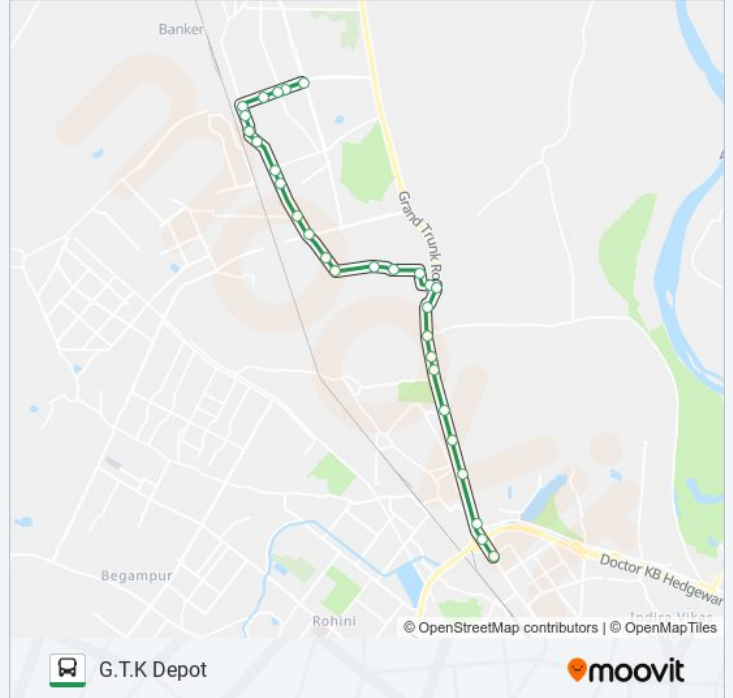 Banker
Grand Trunk Ro
Begampur
Rohini
Doctor KB Hedgewar
Indira Vikas
© OpenStreetMap contributors | © OpenMapTiles
G.T.K Depot
moovit